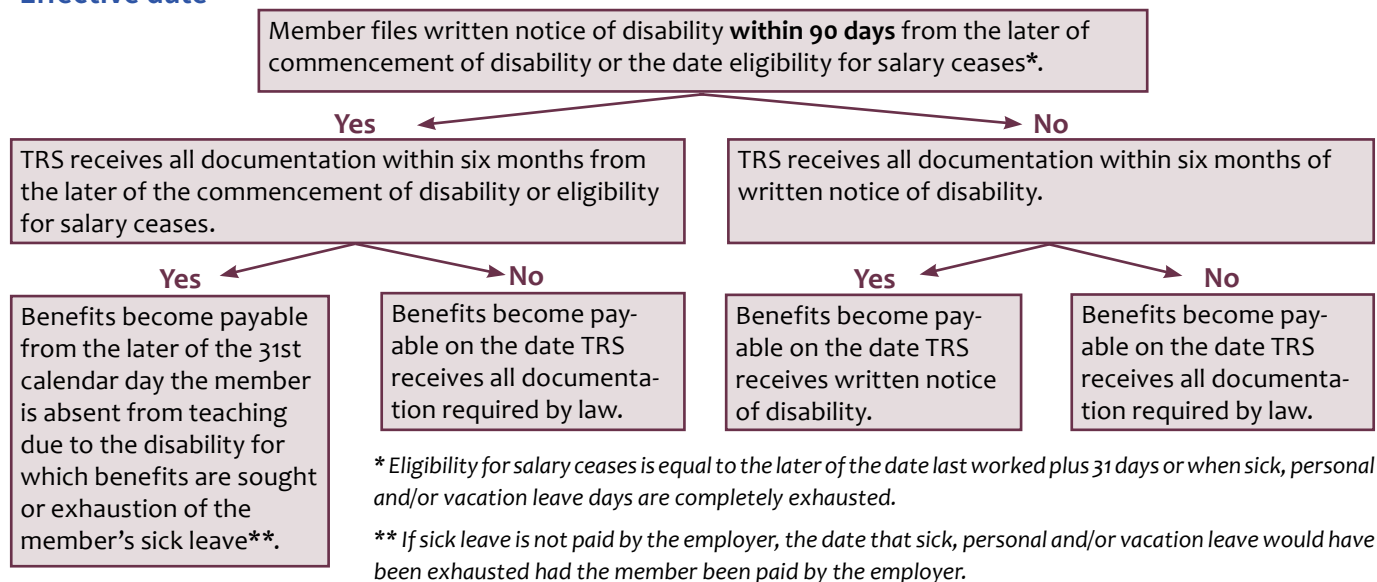 Effective date
Member files written notice of disability within 90 days from the later of
commencement of disability or the date eligibility for salary ceases*.
Yes
No
TRS receives all documentation within six months from
the later of the commencement of disability or eligibility
for salary ceases.
TRS receives all documentation within six months of
written notice of disability.
Yes
No
Yes
No
Benefits become payable
from the later of the 31st
calendar day the member
is absent from teaching
due to the disability for
which benefits are sought
or exhaustion of the
member's sick leave**.
Benefits become pay-
able on the date TRS
receives all documenta-
tion required by law.
Benefits become pay-
able on the date TRS
receives written notice
of disability.
Benefits become pay-
able on the date TRS
receives all documenta-
tion required by law.
* Eligibility for salary ceases is equal to the later of the date last worked plus 31 days or when sick, personal
and/or vacation leave days are completely exhausted.
** If sick leave is not paid by the employer, the date that sick, personal and/or vacation leave would have
been exhausted had the member been paid by the employer.